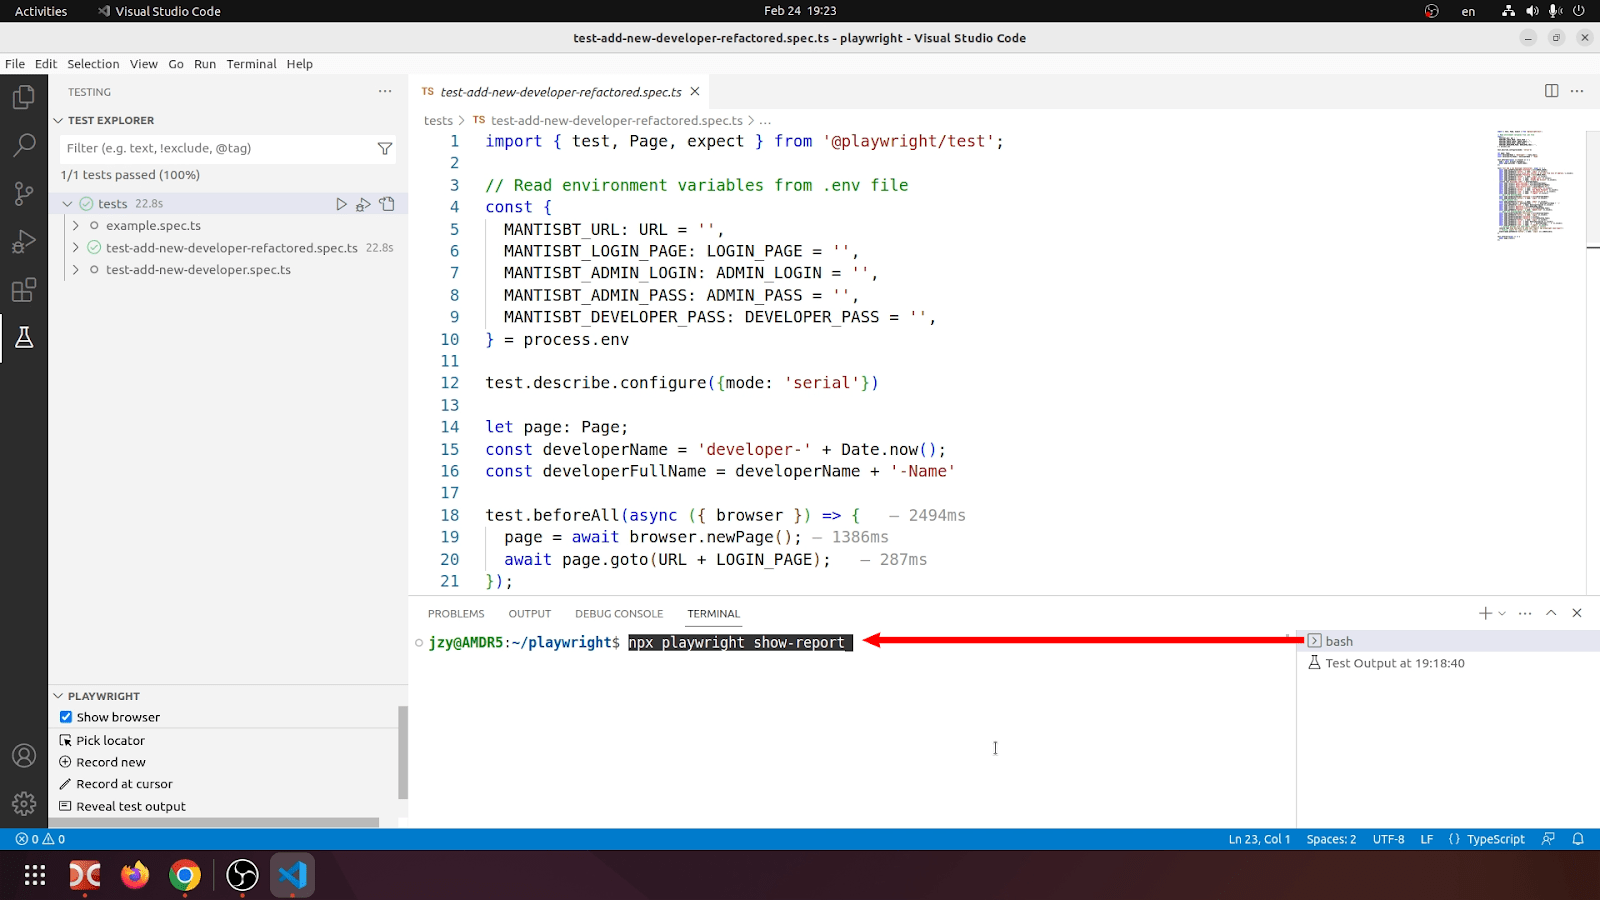 Activities
Visual Studio Code
Feb 24 19:23
en
test-add-new-developer-refactored.spec.ts - playwright - Visual Studio Code
File Edit Selection View Go Run Terminal Help
TESTING
TEST EXPLORER
Filter (e.g. text, !exclude, @tag)
1/1 tests passed (100%)
tests 22.8s
example.spec.ts
test-add-new-developer-refactored.spec.ts 22.8s
test-add-new-developer.spec.ts
PLAYWRIGHT
Show browser
Pick locator
Record new
Record at cursor
Reveal test output
TS test-add-new-developer-refactored.spec.ts
tests > TS test-add-new-developer-refactored.spec.ts > ...
1 import { test, Page, expect } from '@playwright/test';
2
3 // Read environment variables from .env file
4 const {
5 MANTISBT_URL: URL = '',
6 MANTISBT_LOGIN_PAGE: LOGIN_PAGE = '',
7 MANTISBT_ADMIN_LOGIN: ADMIN_LOGIN = '',
8 MANTISBT_ADMIN_PASS: ADMIN_PASS = '',
9 MANTISBT_DEVELOPER_PASS: DEVELOPER_PASS = '',
10 } = process.env
11
12 test.describe.configure({mode: 'serial'})
13
14 let page: Page;
15 const developerName = 'developer-' + Date.now();
16 const developerFullName = developerName + '-Name'
17
18 test.beforeAll(async ({ browser }) => { — 2494ms
19 page = await browser.newPage(); — 1386ms
20 await page.goto(URL + LOGIN_PAGE); — 287ms
21 });
PROBLEMS OUTPUT DEBUG CONSOLE TERMINAL
jzy@AMDR5:~/playwright$ npx playwright show-report
bash
Test Output at 19:18:40
0 0
Ln 23, Col 1 Spaces: 2 UTF-8 LF {} TypeScript